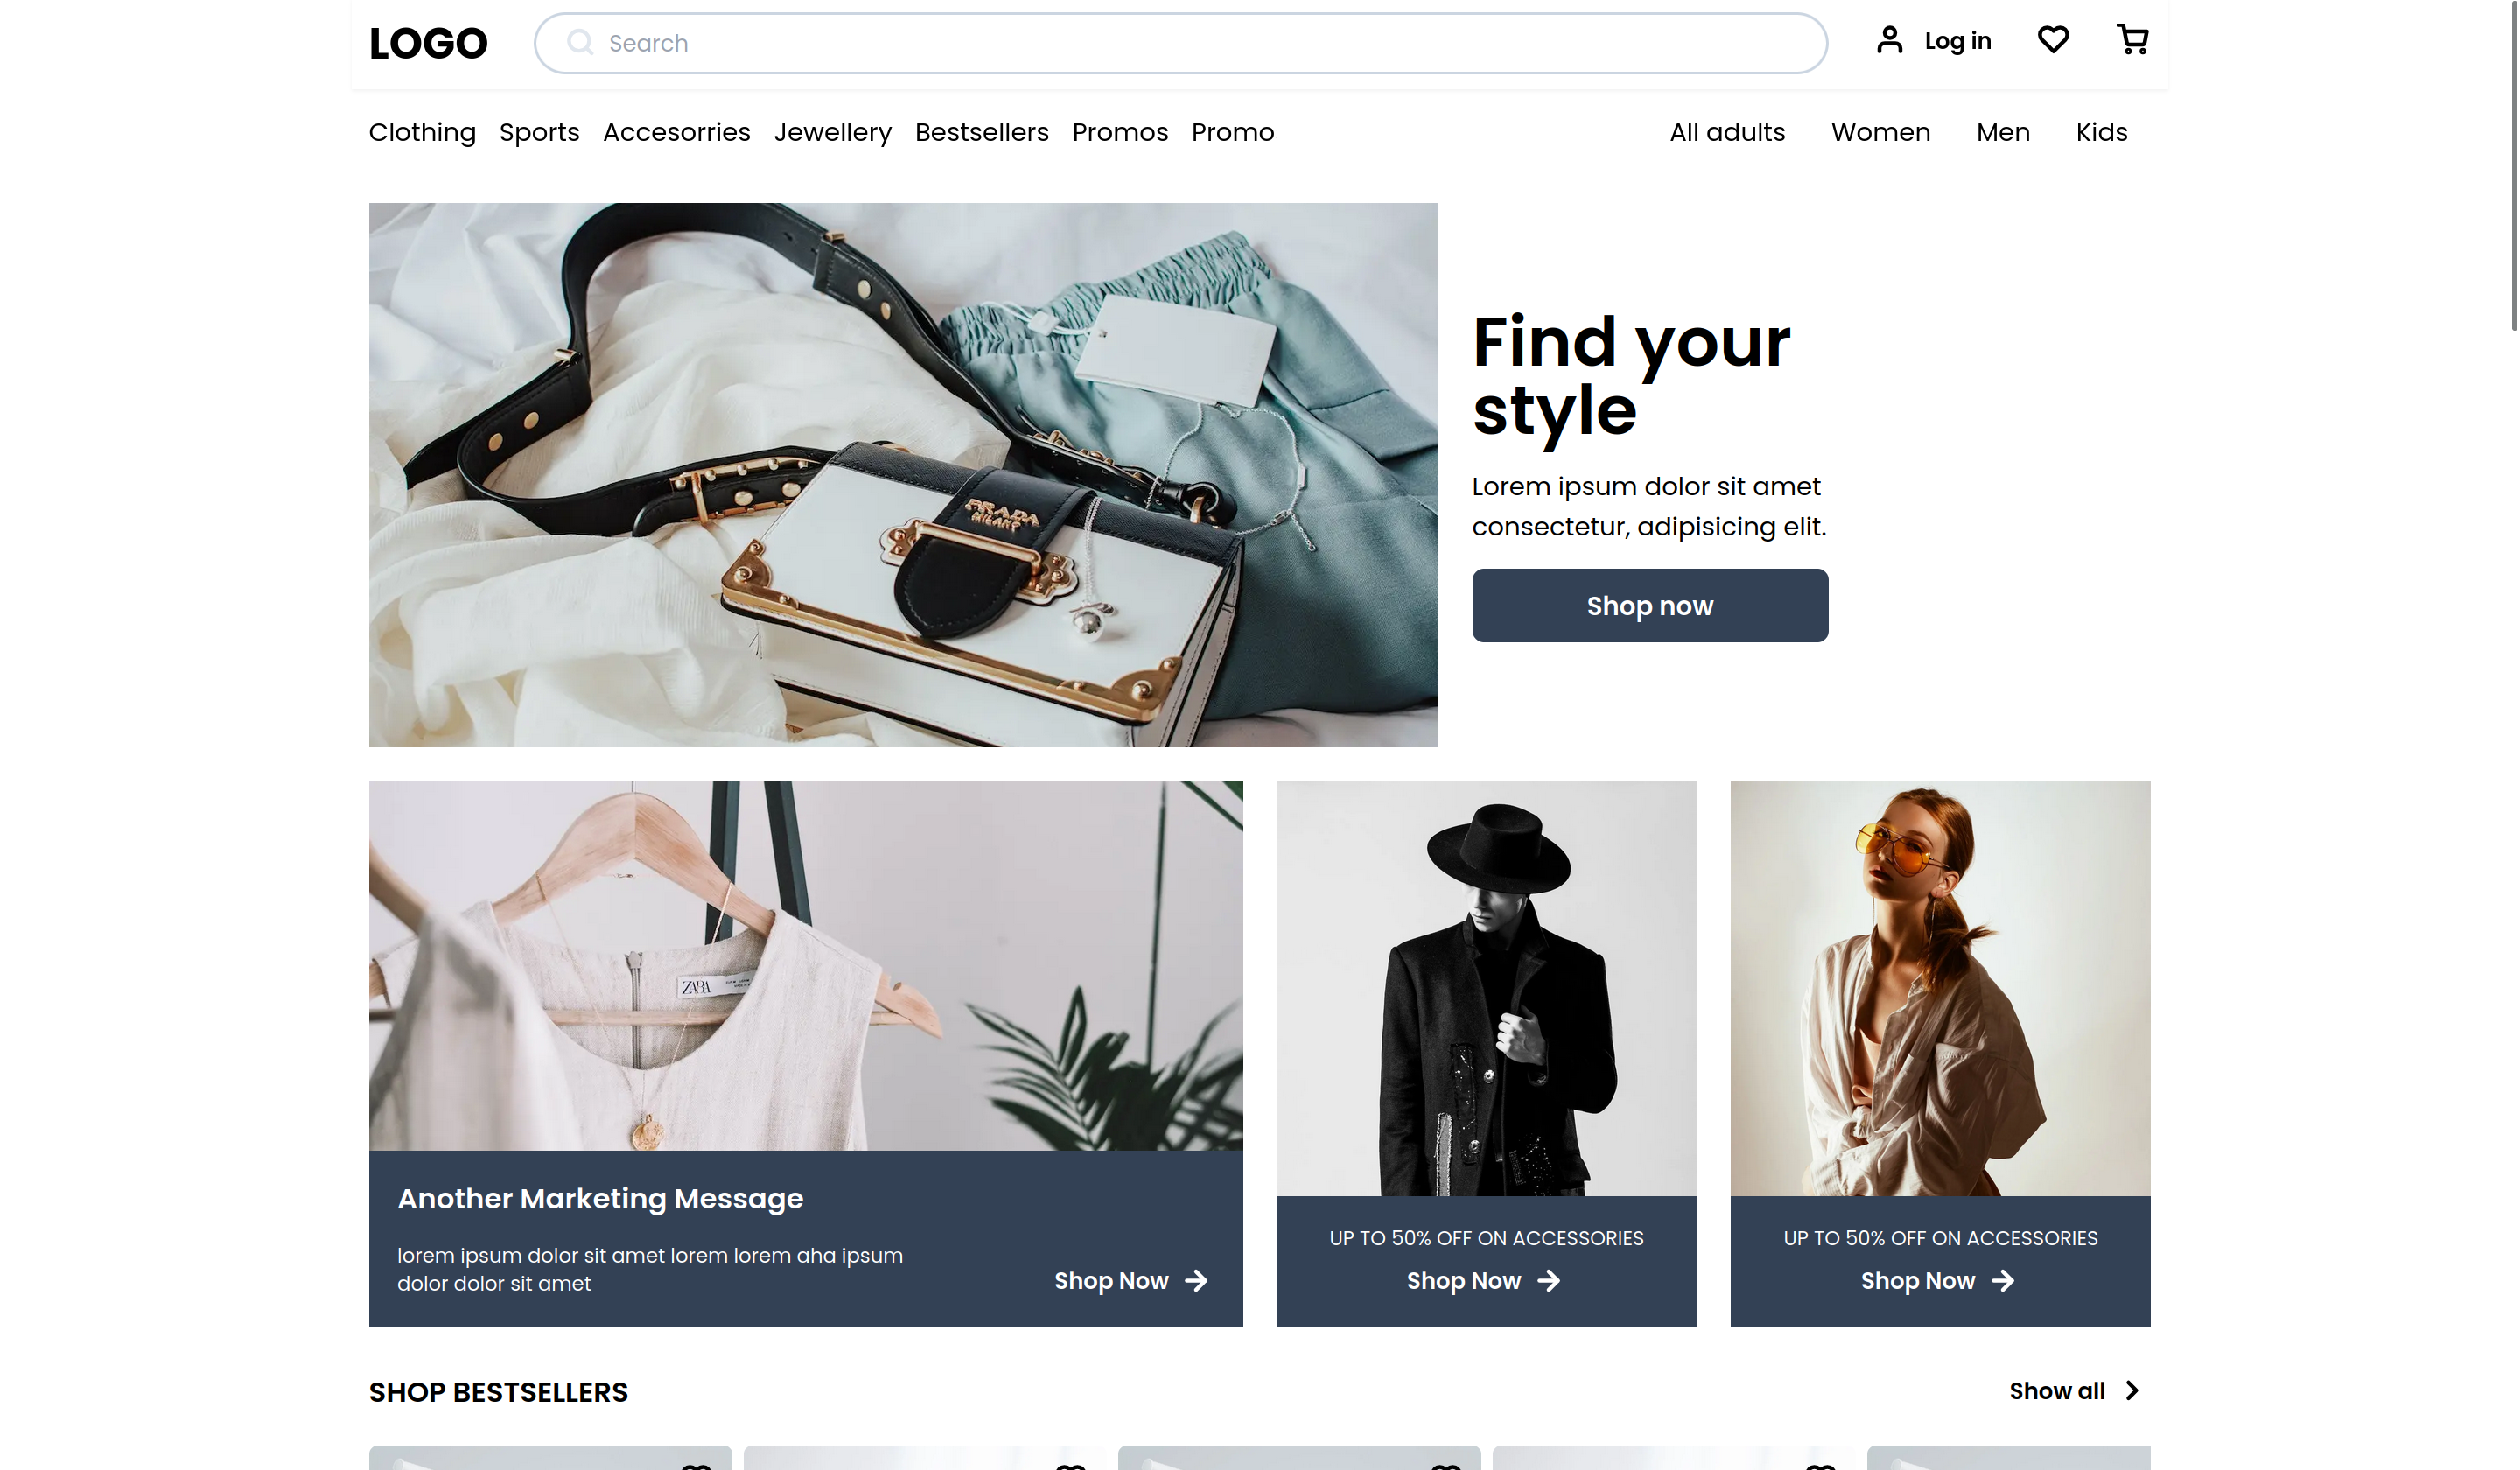 LOGO
Search
Log in
Clothing Sports Accesorries Jewellery Bestsellers Promos Promo
All adults Women Men Kids
PRADA
MILANO
Find your
style
Lorem ipsum dolor sit amet
consectetur, adipisicing elit.
Shop now
ZARA
Another Marketing Message
lorem ipsum dolor sit amet lorem lorem aha ipsum
dolor dolor sit amet
Shop Now
UP TO 50% OFF ON ACCESSORIES
Shop Now
UP TO 50% OFF ON ACCESSORIES
Shop Now
SHOP BESTSELLERS
Show all